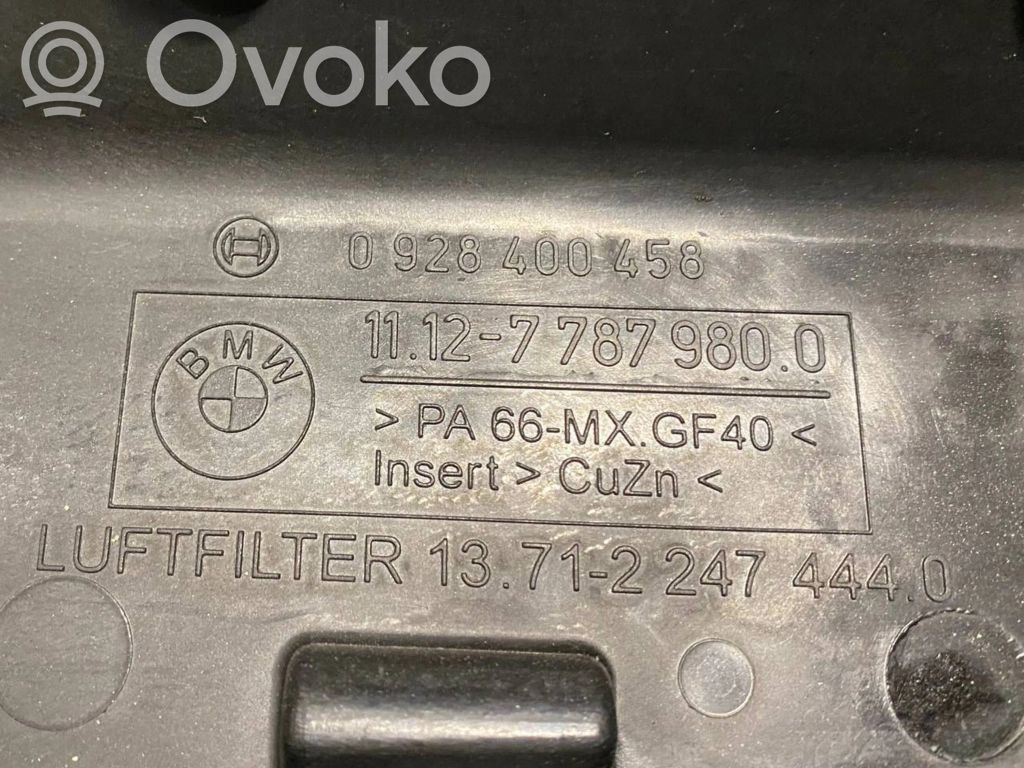 Ovoko
0 928 400 458
BMW
11.12-7 787 980.0
> PA 66-MX.GF40 <
Insert > CuZn <
LUFTFILTER 13.71-2 247 444.0